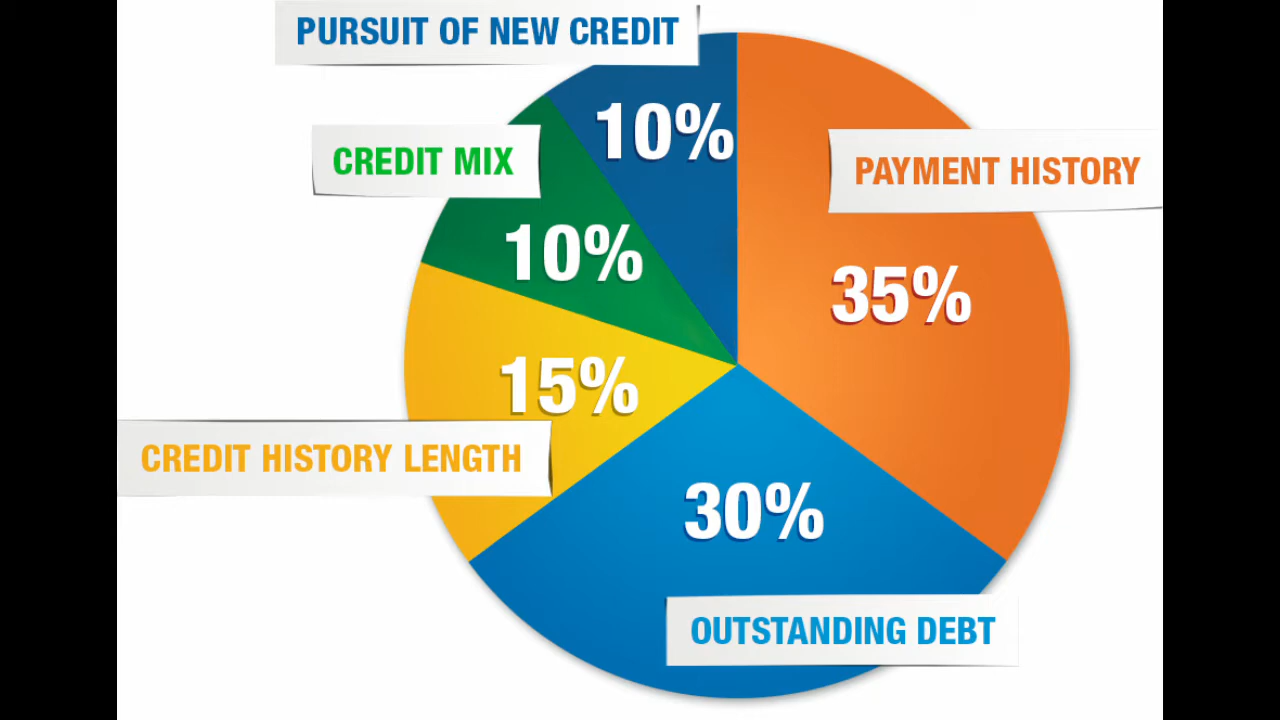 PURSUIT OF NEW CREDIT
10%
CREDIT MIX
10%
PAYMENT HISTORY
35%
15%
CREDIT HISTORY LENGTH
30%
OUTSTANDING DEBT